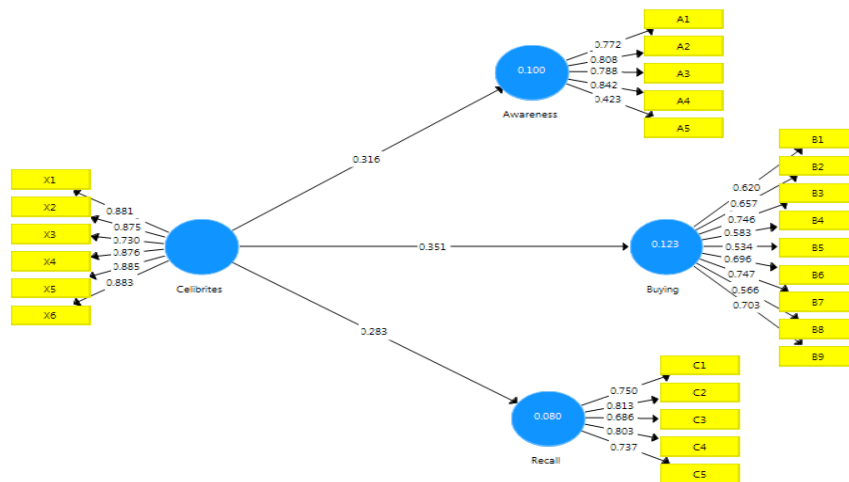 X1
X2
X3
X4
X5
X6
0.881
0.875
0.730
0.876
0.885
0.883
Celibrites
0.316
0.351
0.283
0.100
Awareness
0.772
0.808
0.788
0.842
0.423
A1
A2
A3
A4
A5
0.123
Buying
0.620
0.657
0.746
0.583
0.534
0.696
0.747
0.566
0.703
B1
B2
B3
B4
B5
B6
B7
B8
B9
0.080
Recall
0.750
0.813
0.686
0.803
0.737
C1
C2
C3
C4
C5